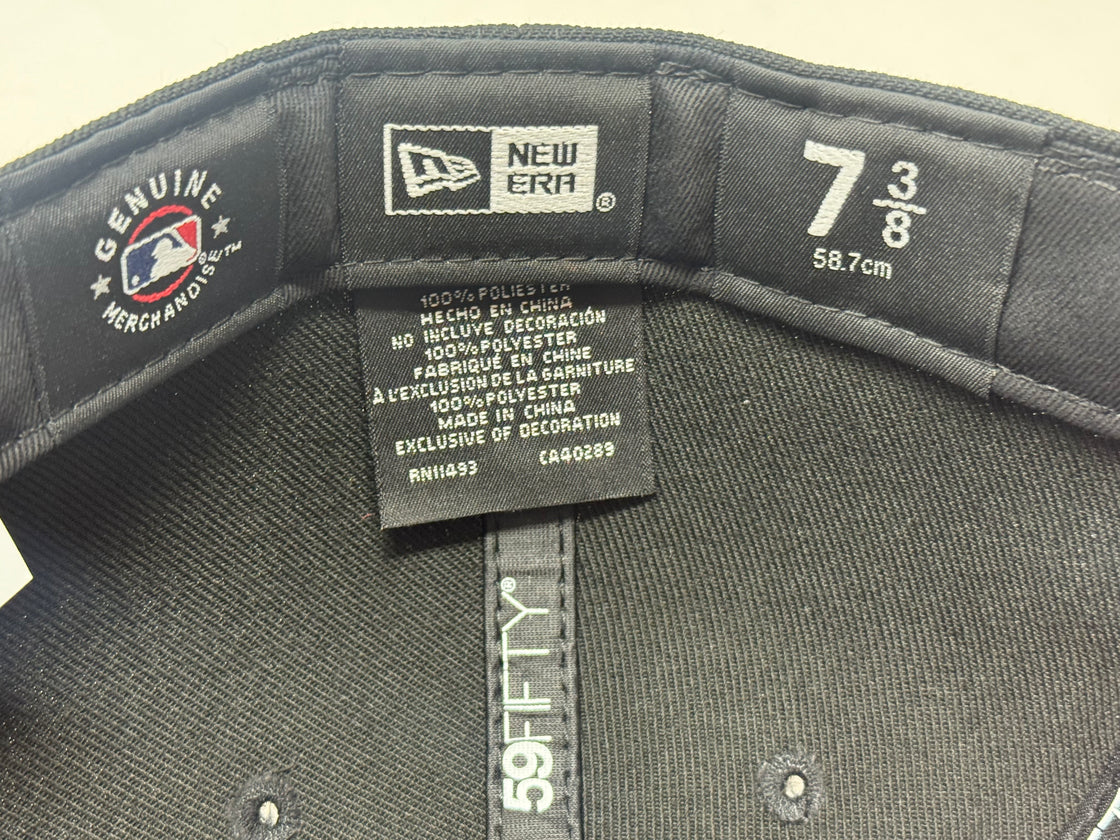 GENUINE
MERCHANDISE™
NEW
ERA®
7 3/8
58.7cm
100% POLIESTER
HECHO EN CHINA
NO INCLUYE DECORACIÓN
100% POLYESTER
FABRIQUÉ EN CHINE
À L'EXCLUSION DE LA GARNITURE
100% POLYESTER
MADE IN CHINA
EXCLUSIVE OF DECORATION
RN11493 CA40289
59FIFTY®